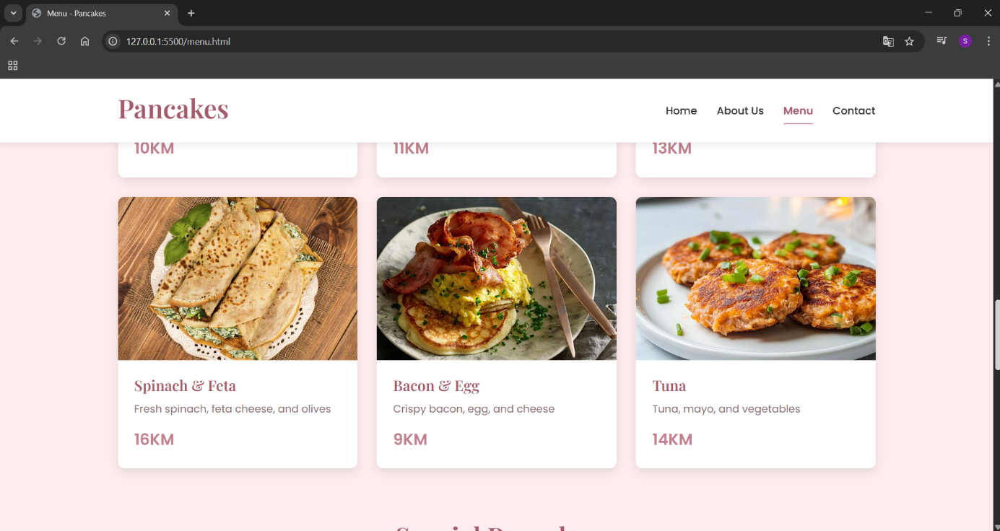 Menu - Pancakes
127.0.0.1:5500/menu.html
S
Pancakes
Home About Us Menu Contact
10KM 11KM 13KM
Spinach & Feta
Fresh spinach, feta cheese, and olives
16KM
Bacon & Egg
Crispy bacon, egg, and cheese
9KM
Tuna
Tuna, mayo, and vegetables
14KM